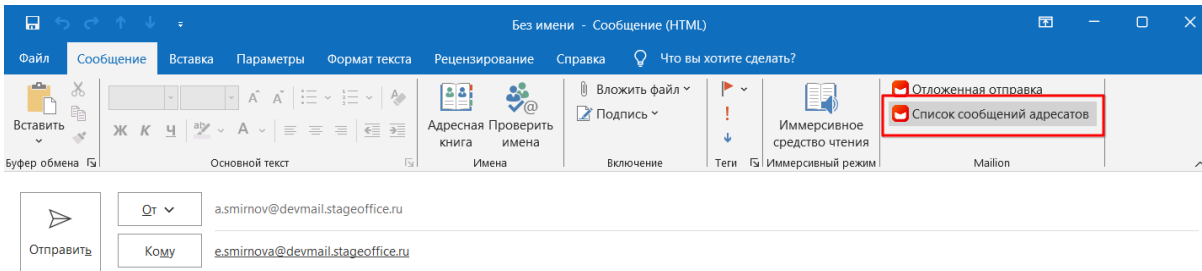 Без имени - Сообщение (HTML)
Файл Сообщение Вставка Параметры Формат текста Рецензирование Справка Что вы хотите сделать?
Вставить
Буфер обмена
Ж К Ч aby А
Основной текст
Адресная книга
Проверить имена
Имена
Вложить файл
Подпись
Включение
Теги
Иммерсивное средство чтения
Иммерсивный режим
Отложенная отправка
Список сообщений адресатов
Mailion
Отправить
От a.smirnov@devmail.stageoffice.ru
Кому e.smirnova@devmail.stageoffice.ru